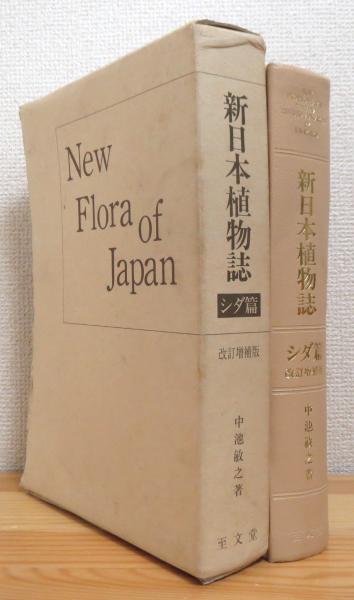 New
Flora
of
Japan
新日本植物誌
シダ篇
改訂増補版
中池敏之著
至文堂
新日本植物誌
シダ篇
改訂増補版
中池敏之著